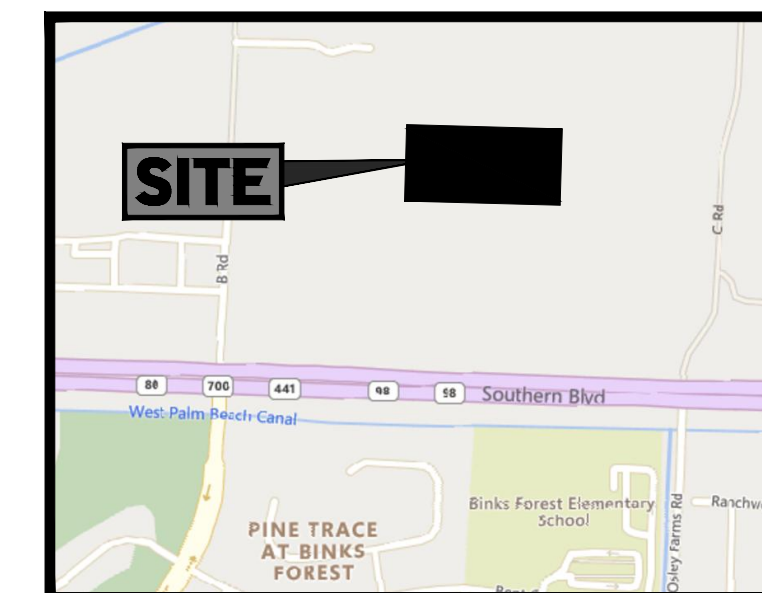 SITE
C Rd
B Rd
80
700
441
98
98
Southern Blvd
West Palm Beach Canal
Binks Forest Elementary
School
PINE TRACE
AT BINKS
FOREST
Osley Farms Rd